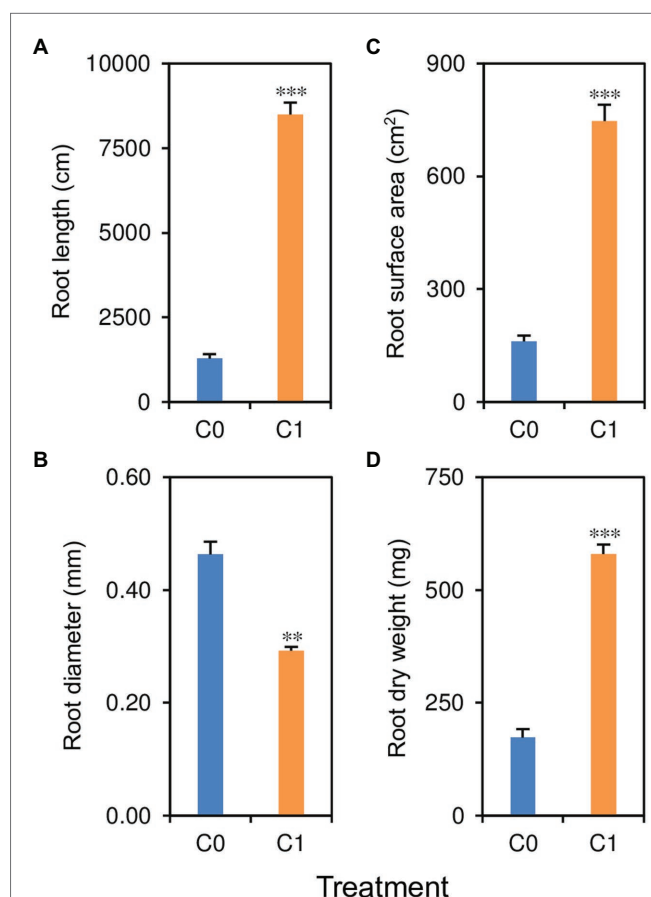 A
Root length (cm)
10000
7500
5000
2500
0
***
C0 C1
C
Root surface area (cm²)
900
600
300
0
***
C0 C1
B
Root diameter (mm)
0.60
0.40
0.20
0.00
**
C0 C1
D
Root dry weight (mg)
750
500
250
0
***
C0 C1
Treatment